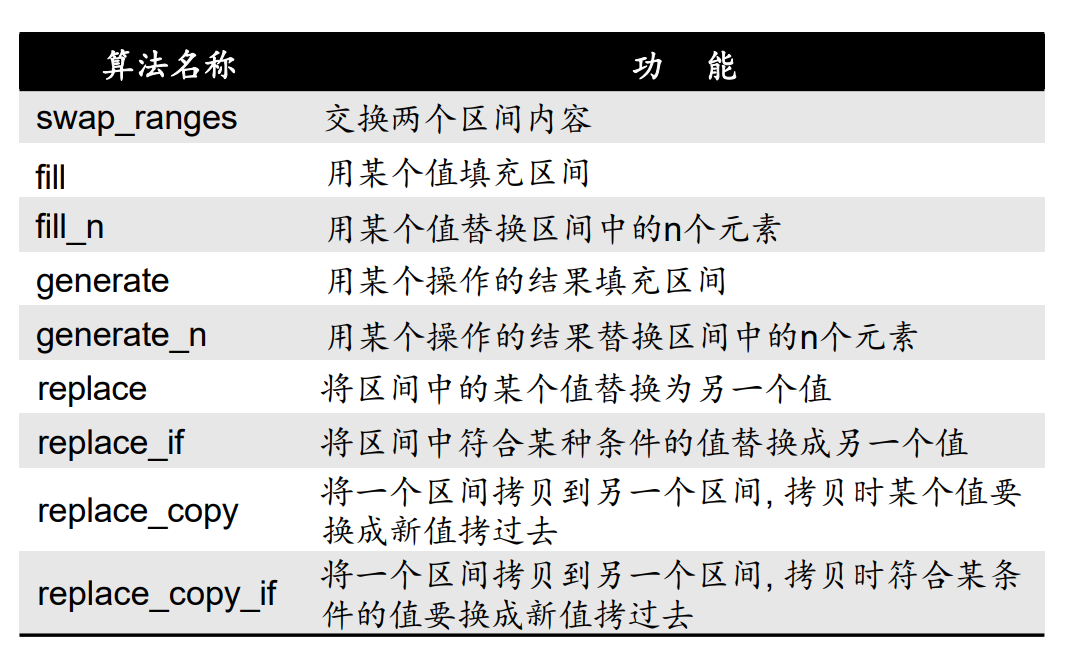 算法名称 功 能
swap_ranges 交换两个区间内容
fill 用某个值填充区间
fill_n 用某个值替换区间中的n个元素
generate 用某个操作的结果填充区间
generate_n 用某个操作的结果替换区间中的n个元素
replace 将区间中的某个值替换为另一个值
replace_if 将区间中符合某种条件的值替换成另一个值
replace_copy 将一个区间拷贝到另一个区间, 拷贝时某个值要
换成新值拷过去
replace_copy_if 将一个区间拷贝到另一个区间, 拷贝时符合某条
件的值要换成新值拷过去